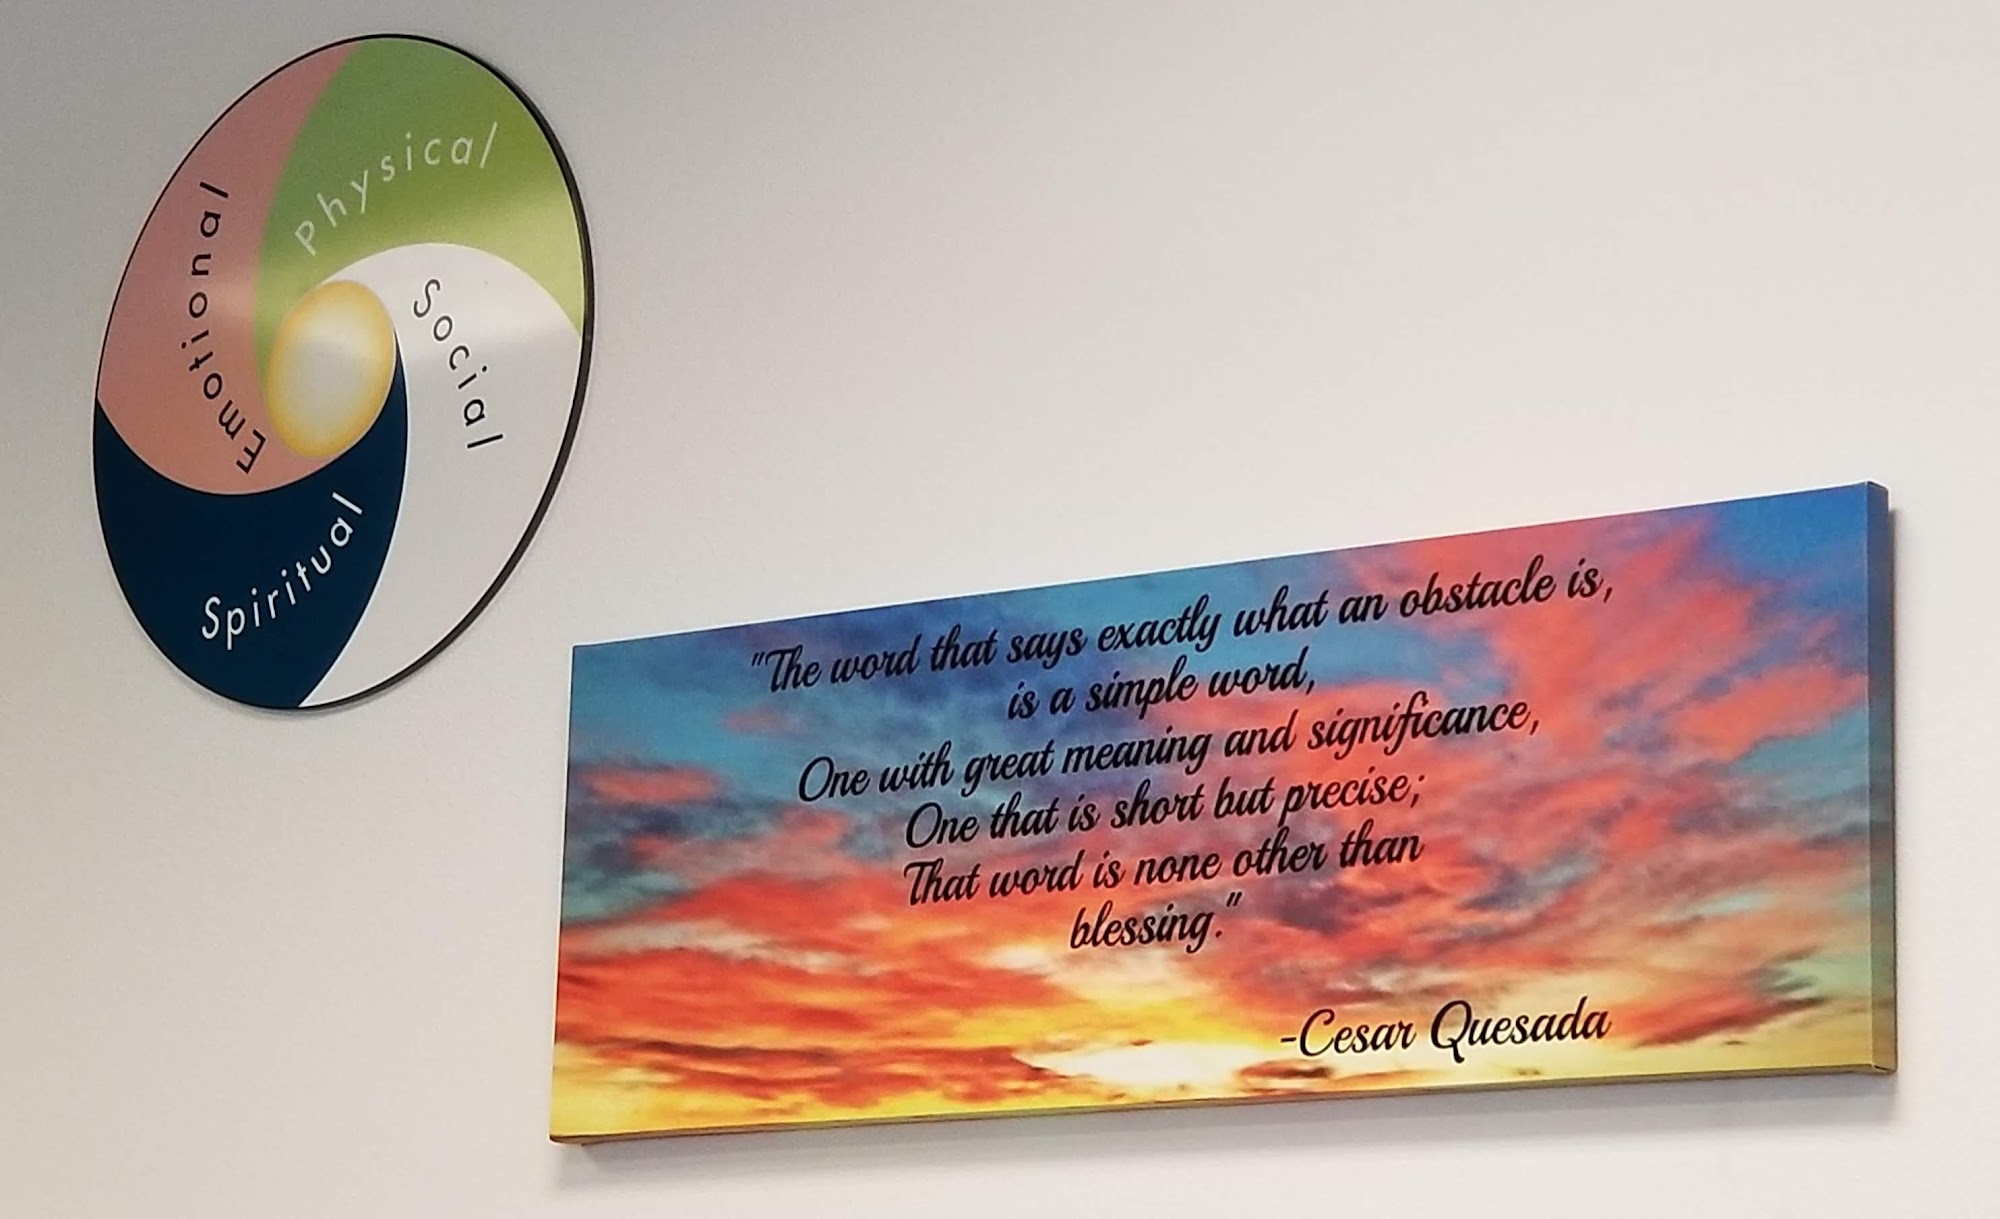 Physical
Emotional
Social
Spiritual
"The word that says exactly what an obstacle is,
is a simple word,
One with great meaning and significance,
One that is short but precise;
That word is none other than
blessing."
-Cesar Quesada